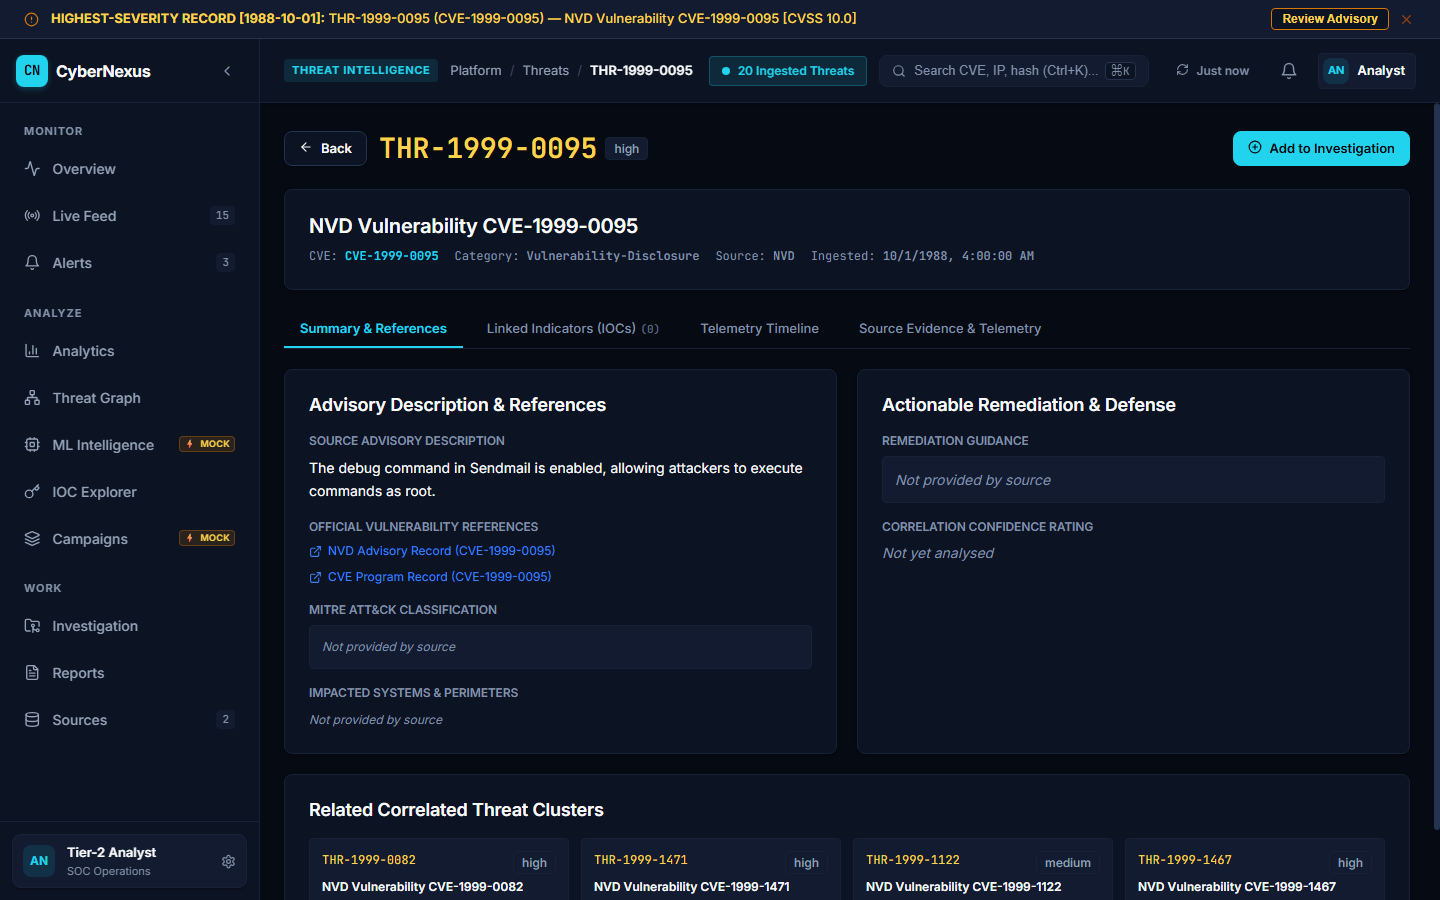 HIGHEST-SEVERITY RECORD [1988-10-01]: THR-1999-0095 (CVE-1999-0095) — NVD Vulnerability CVE-1999-0095 [CVSS 10.0]
Review Advisory
CN CyberNexus
THREAT INTELLIGENCE Platform / Threats / THR-1999-0095
20 Ingested Threats
Search CVE, IP, hash (Ctrl+K)... ⌘K
Just now
AN Analyst
MONITOR
Overview
Live Feed 15
Alerts 3
ANALYZE
Analytics
Threat Graph
ML Intelligence MOCK
IOC Explorer
Campaigns MOCK
WORK
Investigation
Reports
Sources 2
AN Tier-2 Analyst
SOC Operations
Back
THR-1999-0095 high
Add to Investigation
NVD Vulnerability CVE-1999-0095
CVE: CVE-1999-0095 Category: Vulnerability-Disclosure Source: NVD Ingested: 10/1/1988, 4:00:00 AM
Summary & References Linked Indicators (IOCs) (0) Telemetry Timeline Source Evidence & Telemetry
Advisory Description & References
SOURCE ADVISORY DESCRIPTION
The debug command in Sendmail is enabled, allowing attackers to execute
commands as root.
OFFICIAL VULNERABILITY REFERENCES
NVD Advisory Record (CVE-1999-0095)
CVE Program Record (CVE-1999-0095)
MITRE ATT&CK CLASSIFICATION
Not provided by source
IMPACTED SYSTEMS & PERIMETERS
Not provided by source
Actionable Remediation & Defense
REMEDIATION GUIDANCE
Not provided by source
CORRELATION CONFIDENCE RATING
Not yet analysed
Related Correlated Threat Clusters
THR-1999-0082 high
NVD Vulnerability CVE-1999-0082
THR-1999-1471 high
NVD Vulnerability CVE-1999-1471
THR-1999-1122 medium
NVD Vulnerability CVE-1999-1122
THR-1999-1467 high
NVD Vulnerability CVE-1999-1467